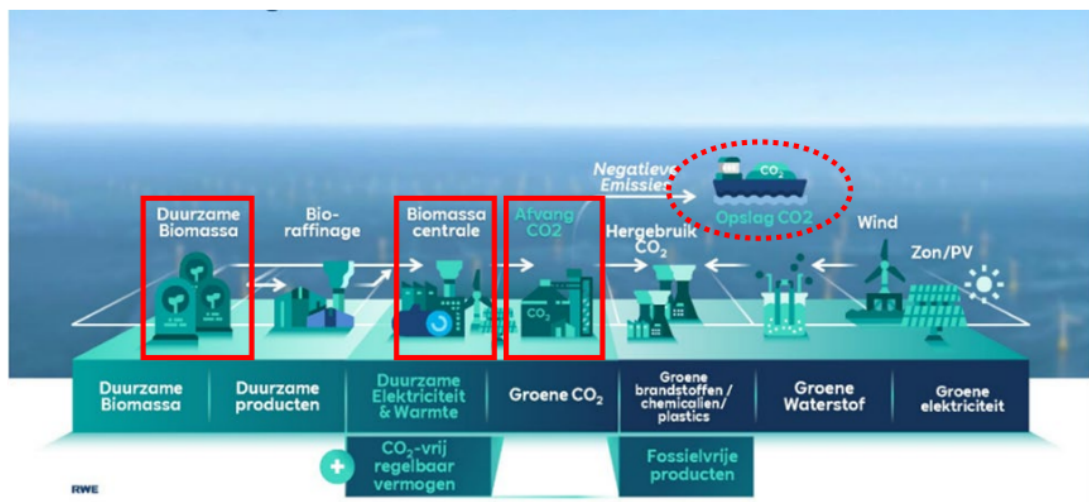 Negatieve
Emissies
CO₂
Opslag CO2
Duurzame
Biomassa
Bio-
raffinage
Biomassa
centrale
Afvang
CO2
Hergebruik
CO₂
Wind
Zon/PV
CO₂
Duurzame
Biomassa
Duurzame
producten
Duurzame
Elektriciteit
& Warmte
Groene CO₂
Groene
brandstoffen /
chemicalien/
plastics
Groene
Waterstof
Groene
elektriciteit
+
CO₂-vrij
regelbaar
vermogen
Fossielvrije
producten
RWE